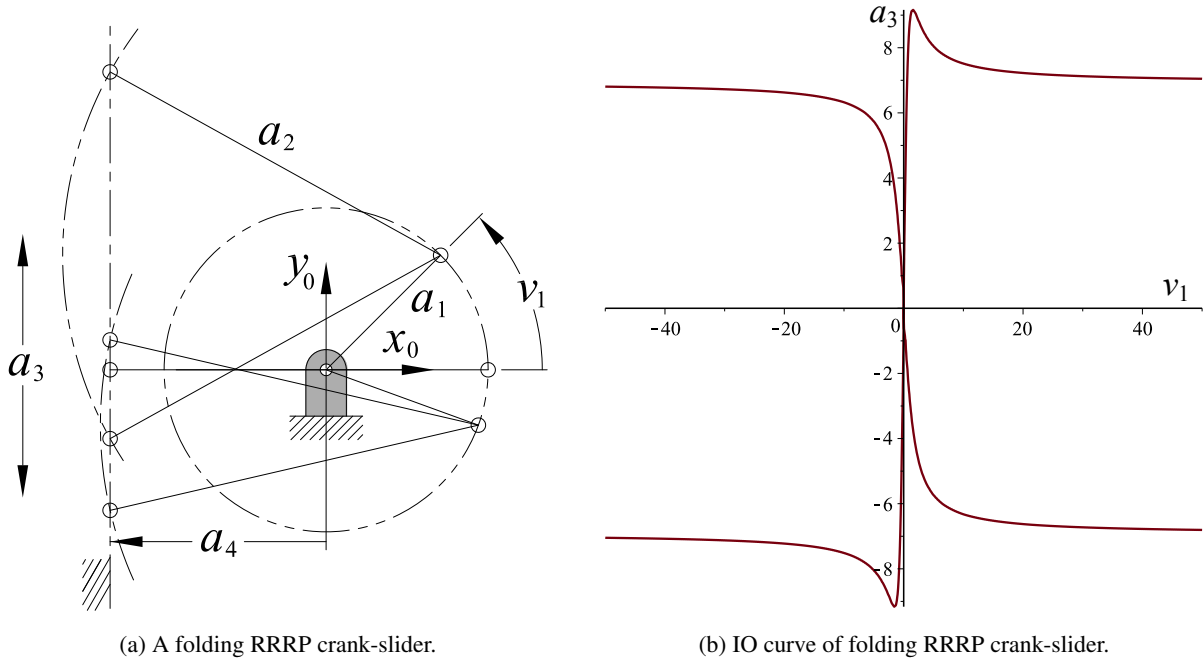 a₂
y₀
a₁
v₁
x₀
a₃
a₄
(a) A folding RRRP crank-slider.
a₃
8
6
4
2
v₁
−40
−20
0
20
40
−2
−4
−6
−8
(b) IO curve of folding RRRP crank-slider.